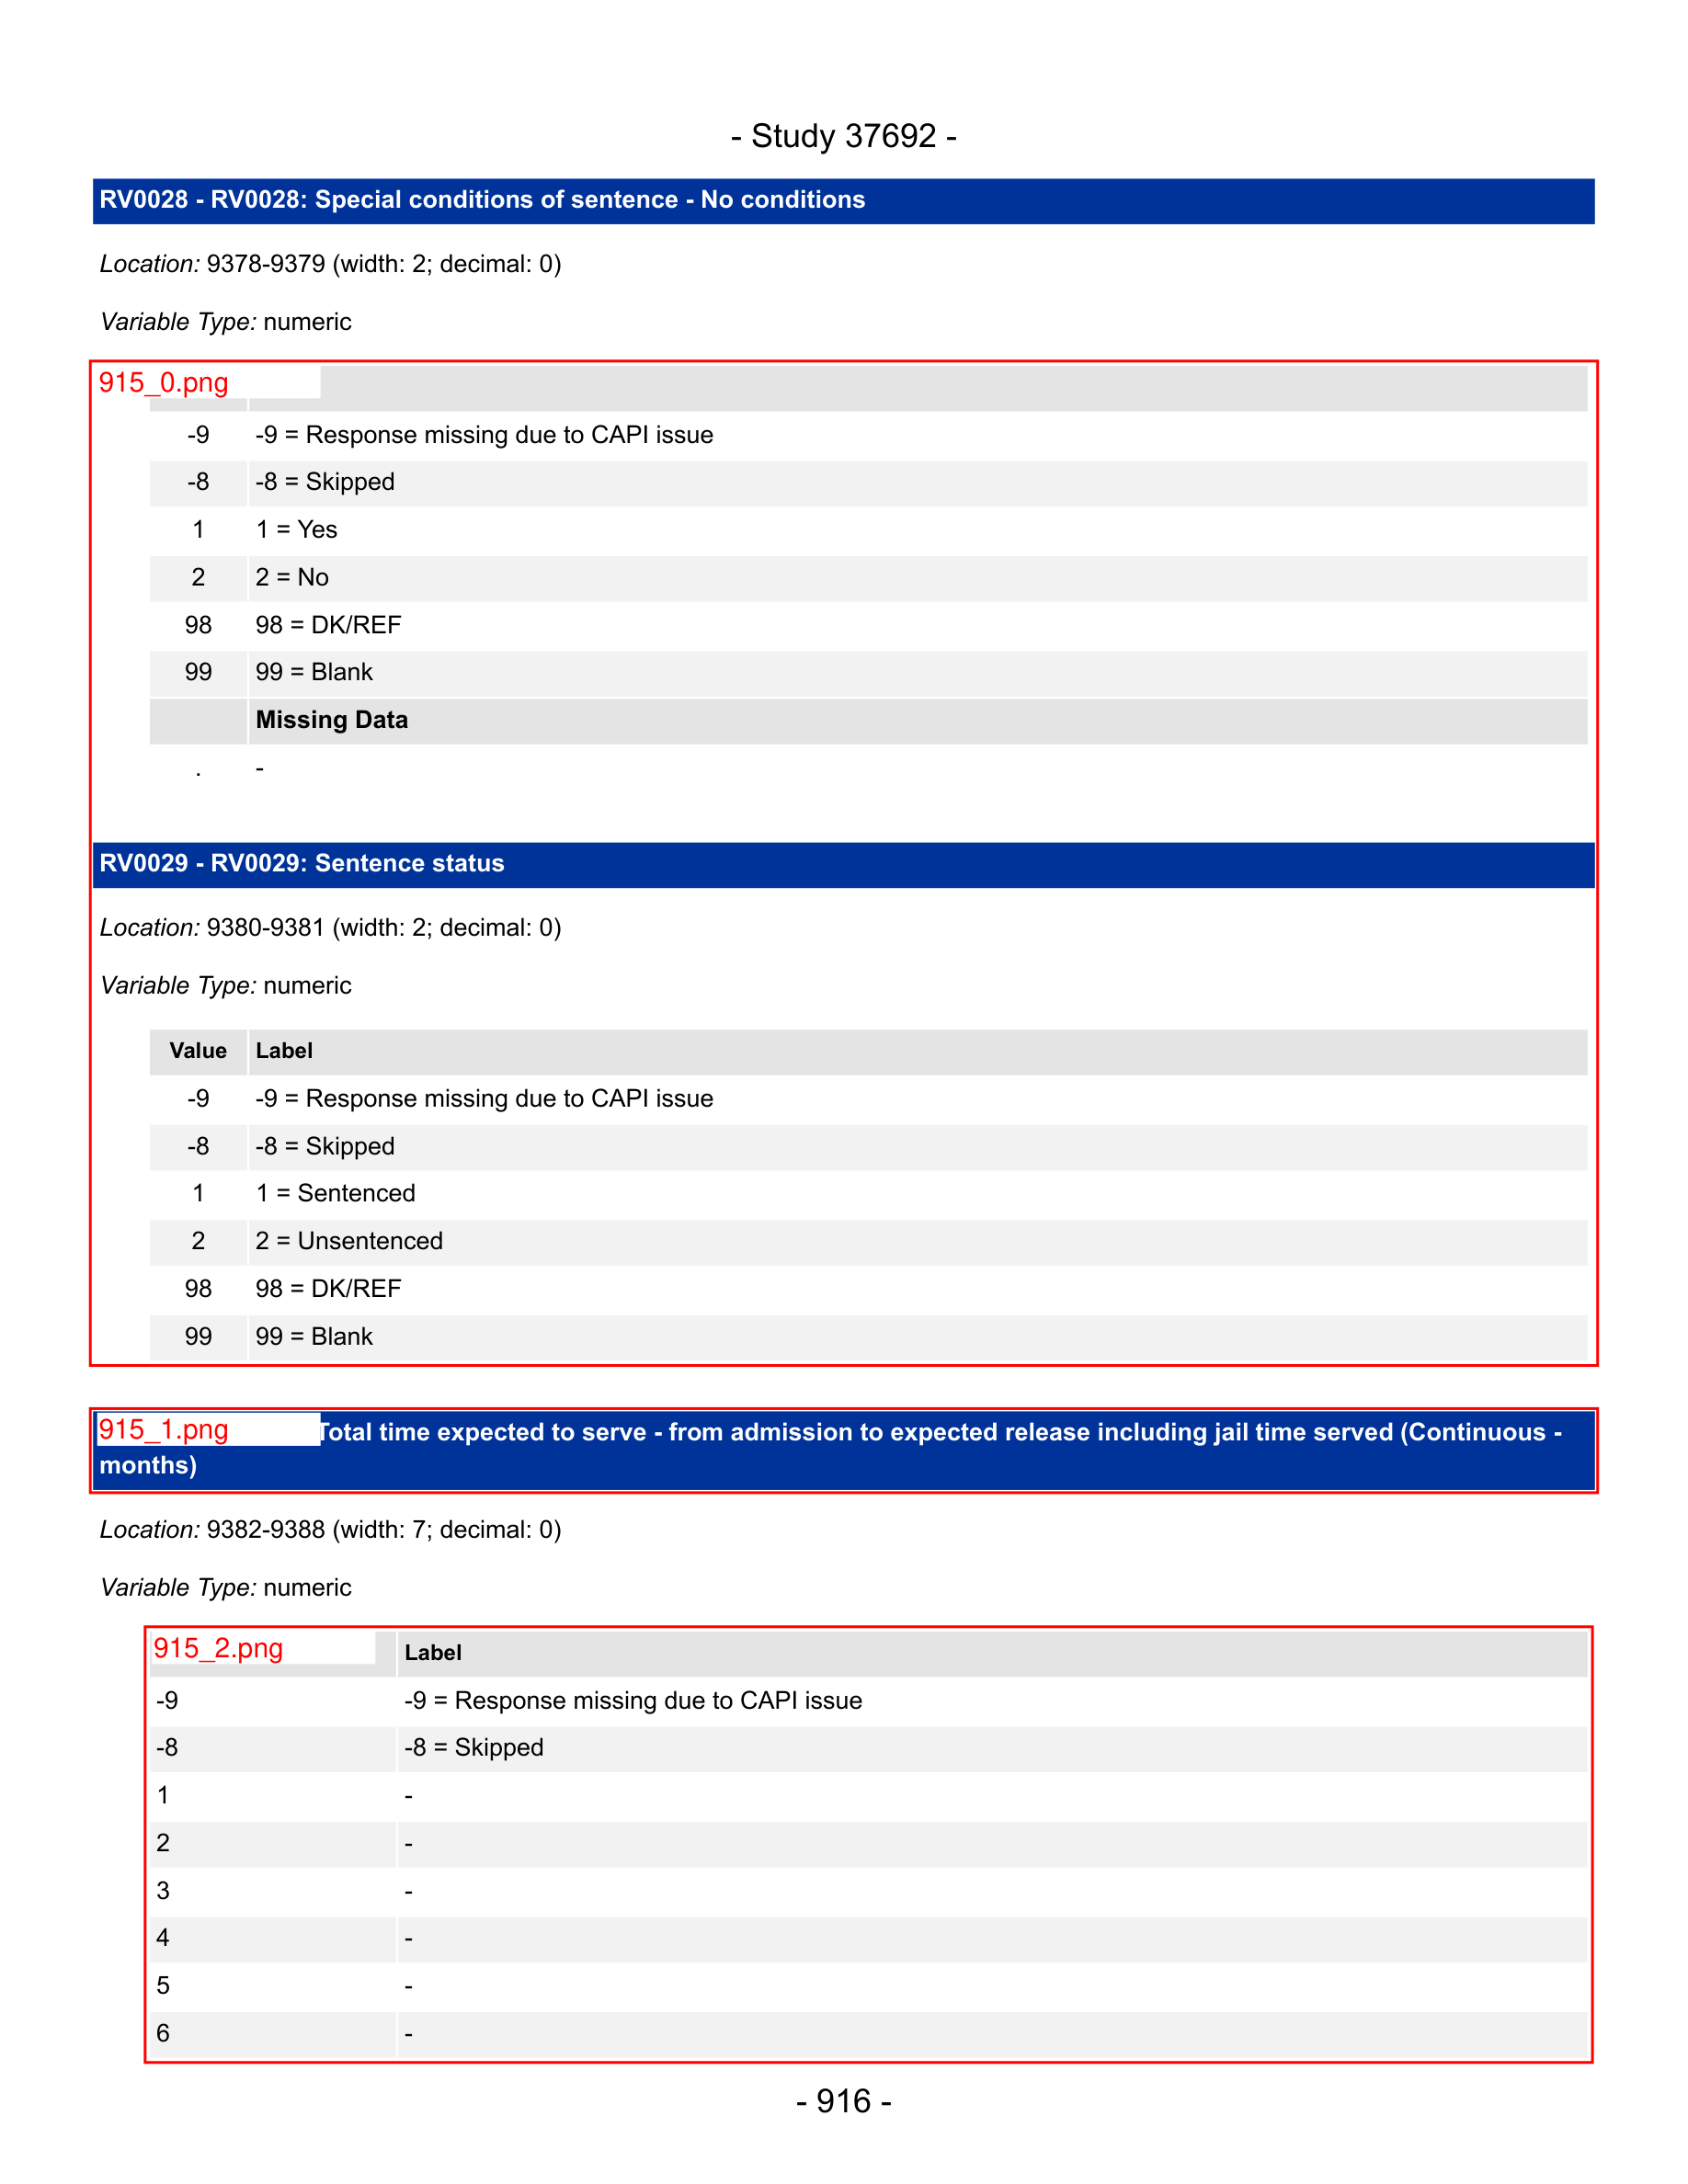 - Study 37692 -
RV0028 - RV0028: Special conditions of sentence - No conditions
Location: 9378-9379 (width: 2; decimal: 0)
Variable Type: numeric
915_0.png
-9 -9 = Response missing due to CAPI issue
-8 -8 = Skipped
1 1 = Yes
2 2 = No
98 98 = DK/REF
99 99 = Blank
Missing Data
. -
RV0029 - RV0029: Sentence status
Location: 9380-9381 (width: 2; decimal: 0)
Variable Type: numeric
Value Label
-9 -9 = Response missing due to CAPI issue
-8 -8 = Skipped
1 1 = Sentenced
2 2 = Unsentenced
98 98 = DK/REF
99 99 = Blank
915_1.png Total time expected to serve - from admission to expected release including jail time served (Continuous -
months)
Location: 9382-9388 (width: 7; decimal: 0)
Variable Type: numeric
915_2.png Label
-9 -9 = Response missing due to CAPI issue
-8 -8 = Skipped
1 -
2 -
3 -
4 -
5 -
6 -
- 916 -